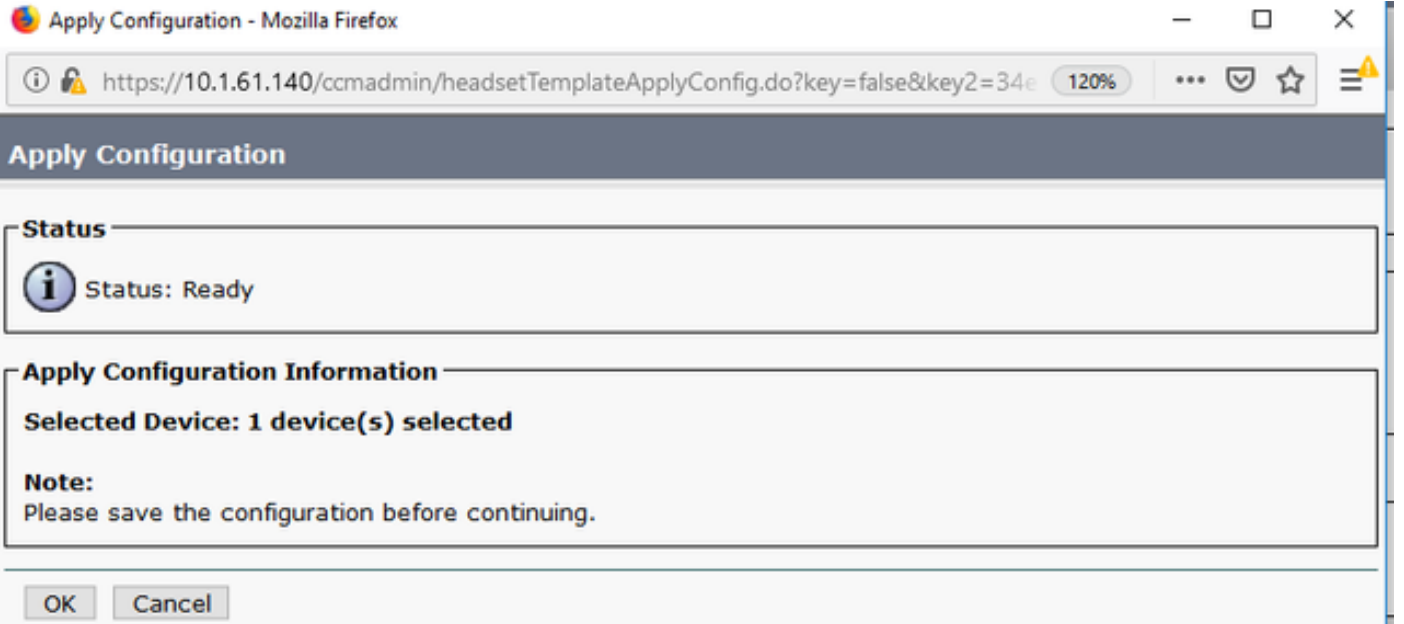 Apply Configuration - Mozilla Firefox
https://10.1.61.140/ccmadmin/headsetTemplateApplyConfig.do?key=false&key2=34e 120%
Apply Configuration
Status
Status: Ready
Apply Configuration Information
Selected Device: 1 device(s) selected
Note:
Please save the configuration before continuing.
OK Cancel